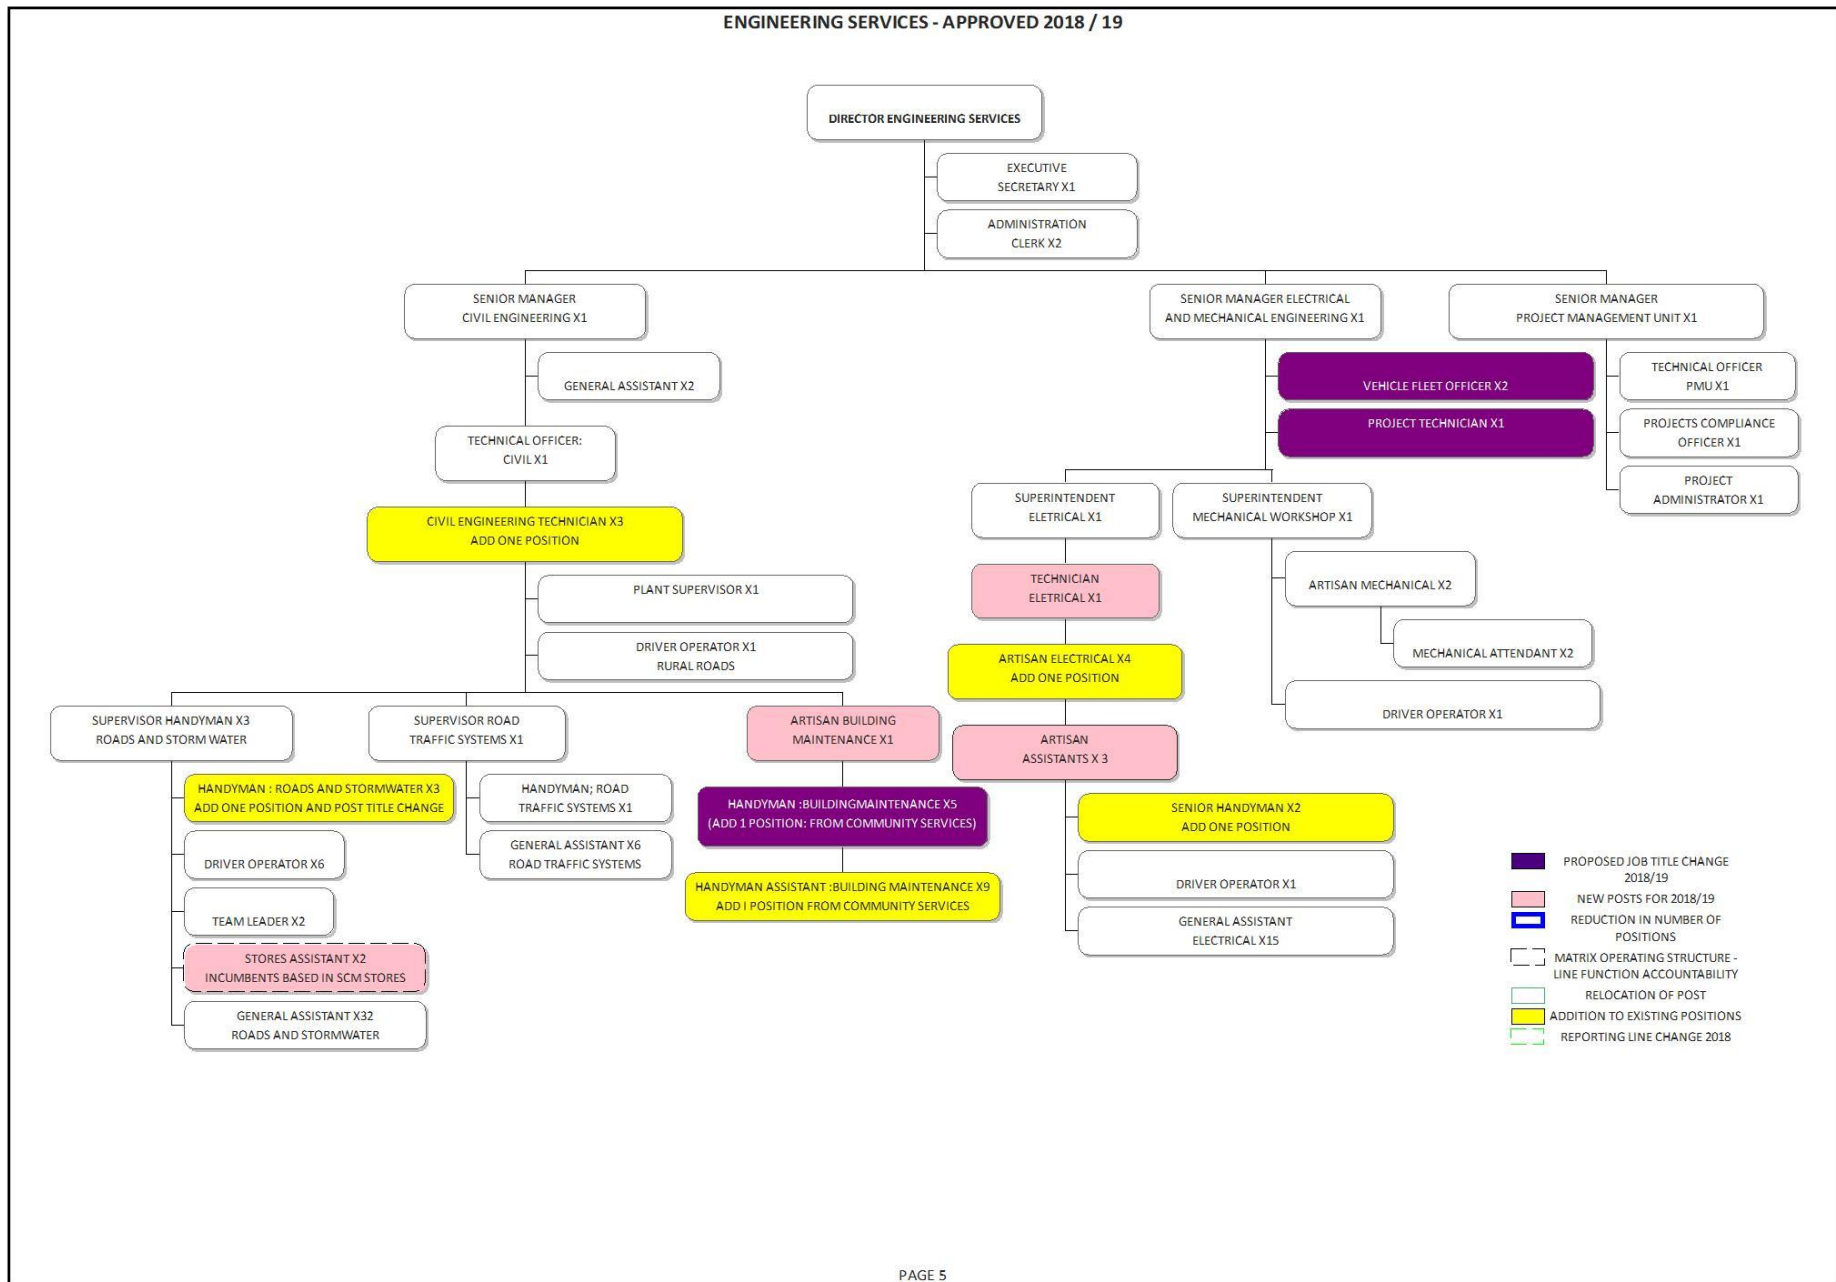 ENGINEERING SERVICES - APPROVED 2018 / 19
DIRECTOR ENGINEERING SERVICES
EXECUTIVE
SECRETARY X1
ADMINISTRATION
CLERK X2
SENIOR MANAGER
CIVIL ENGINEERING X1
SENIOR MANAGER ELECTRICAL
AND MECHANICAL ENGINEERING X1
SENIOR MANAGER
PROJECT MANAGEMENT UNIT X1
GENERAL ASSISTANT X2
TECHNICAL OFFICER:
CIVIL X1
CIVIL ENGINEERING TECHNICIAN X3
ADD ONE POSITION
PLANT SUPERVISOR X1
DRIVER OPERATOR X1
RURAL ROADS
SUPERVISOR HANDYMAN X3
ROADS AND STORM WATER
HANDYMAN : ROADS AND STORMWATER X3
ADD ONE POSITION AND POST TITLE CHANGE
DRIVER OPERATOR X6
TEAM LEADER X2
STORES ASSISTANT X2
INCUMBENTS BASED IN SCM STORES
GENERAL ASSISTANT X32
ROADS AND STORMWATER
SUPERVISOR ROAD
TRAFFIC SYSTEMS X1
HANDYMAN; ROAD
TRAFFIC SYSTEMS X1
GENERAL ASSISTANT X6
ROAD TRAFFIC SYSTEMS
ARTISAN BUILDING
MAINTENANCE X1
HANDYMAN :BUILDINGMAINTENANCE X5
(ADD 1 POSITION: FROM COMMUNITY SERVICES)
HANDYMAN ASSISTANT :BUILDING MAINTENANCE X9
ADD I POSITION FROM COMMUNITY SERVICES
VEHICLE FLEET OFFICER X2
PROJECT TECHNICIAN X1
SUPERINTENDENT
ELETRICAL X1
TECHNICIAN
ELETRICAL X1
ARTISAN ELECTRICAL X4
ADD ONE POSITION
ARTISAN
ASSISTANTS X 3
SENIOR HANDYMAN X2
ADD ONE POSITION
DRIVER OPERATOR X1
GENERAL ASSISTANT
ELECTRICAL X15
SUPERINTENDENT
MECHANICAL WORKSHOP X1
ARTISAN MECHANICAL X2
MECHANICAL ATTENDANT X2
DRIVER OPERATOR X1
TECHNICAL OFFICER
PMU X1
PROJECTS COMPLIANCE
OFFICER X1
PROJECT
ADMINISTRATOR X1
PROPOSED JOB TITLE CHANGE
2018/19
NEW POSTS FOR 2018/19
REDUCTION IN NUMBER OF
POSITIONS
MATRIX OPERATING STRUCTURE -
LINE FUNCTION ACCOUNTABILITY
RELOCATION OF POST
ADDITION TO EXISTING POSITIONS
REPORTING LINE CHANGE 2018
PAGE 5